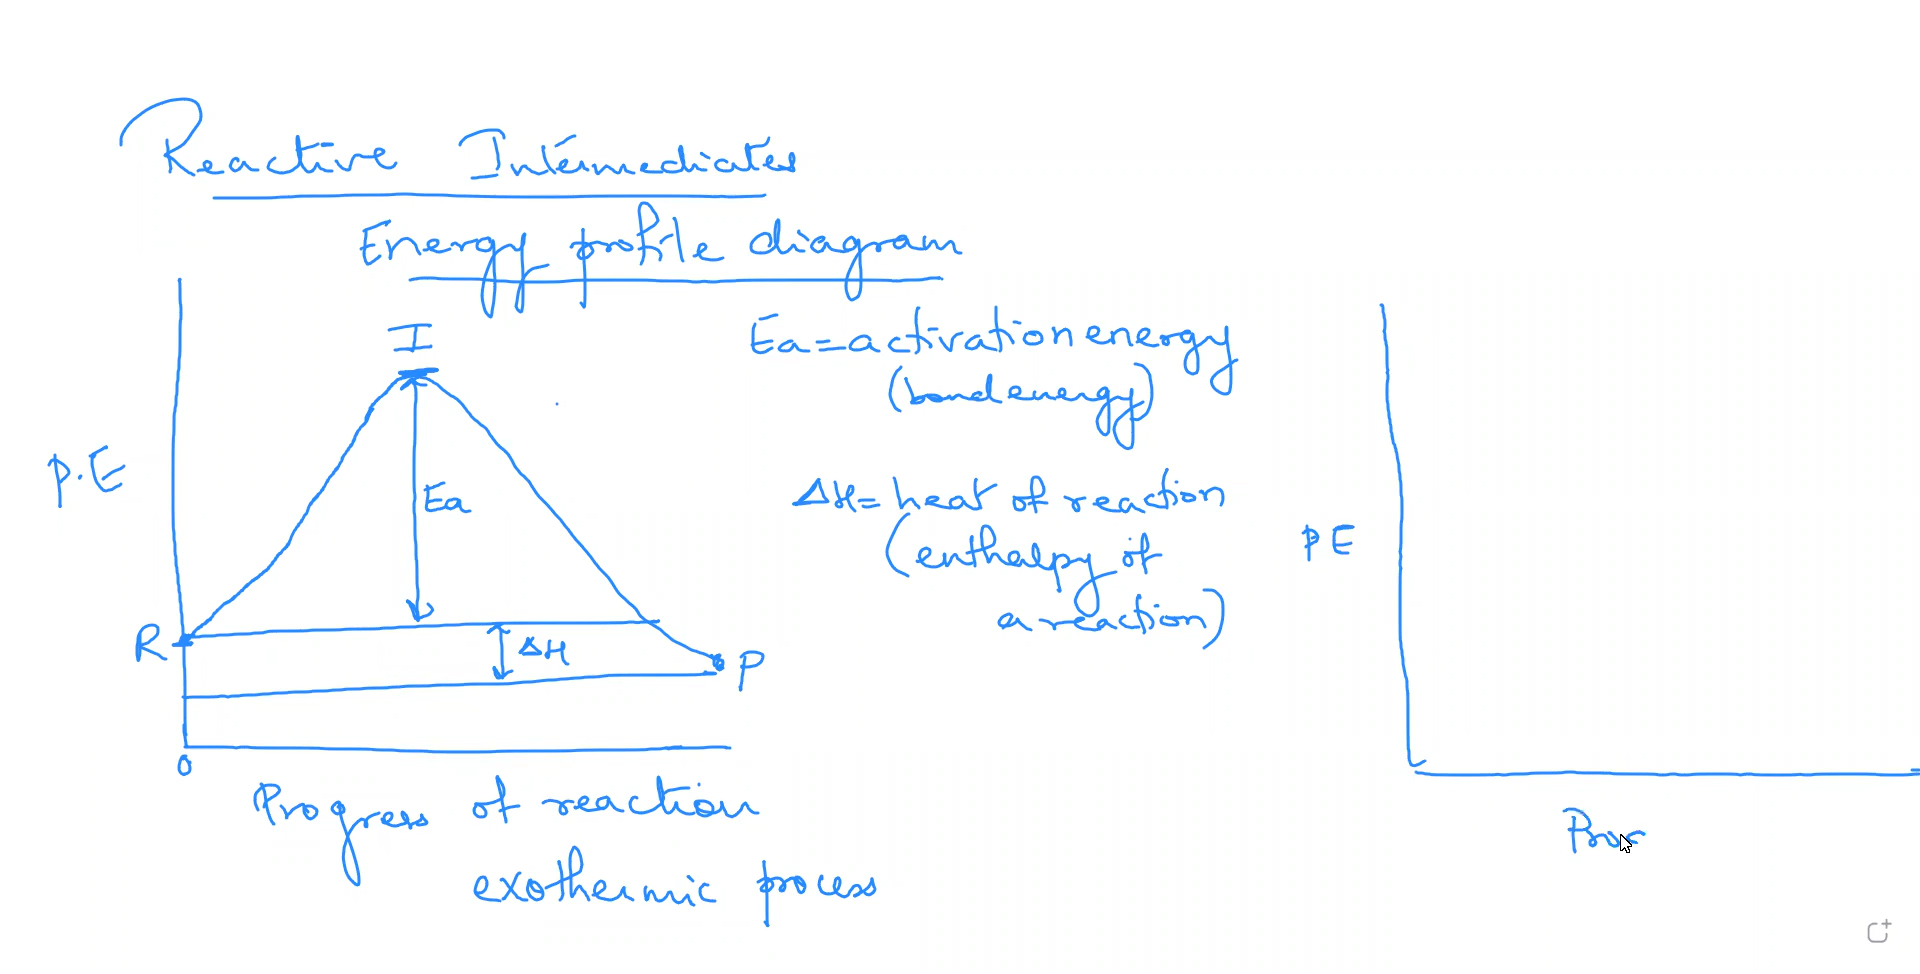 Reactive Intermediates
Energy profile diagram
I
Ea = activation energy
(bond energy)
P.E
Ea
ΔH = heat of reaction
(enthalpy of
a reaction)
PE
R
ΔH
P
0
Progress of reaction
exothermic process